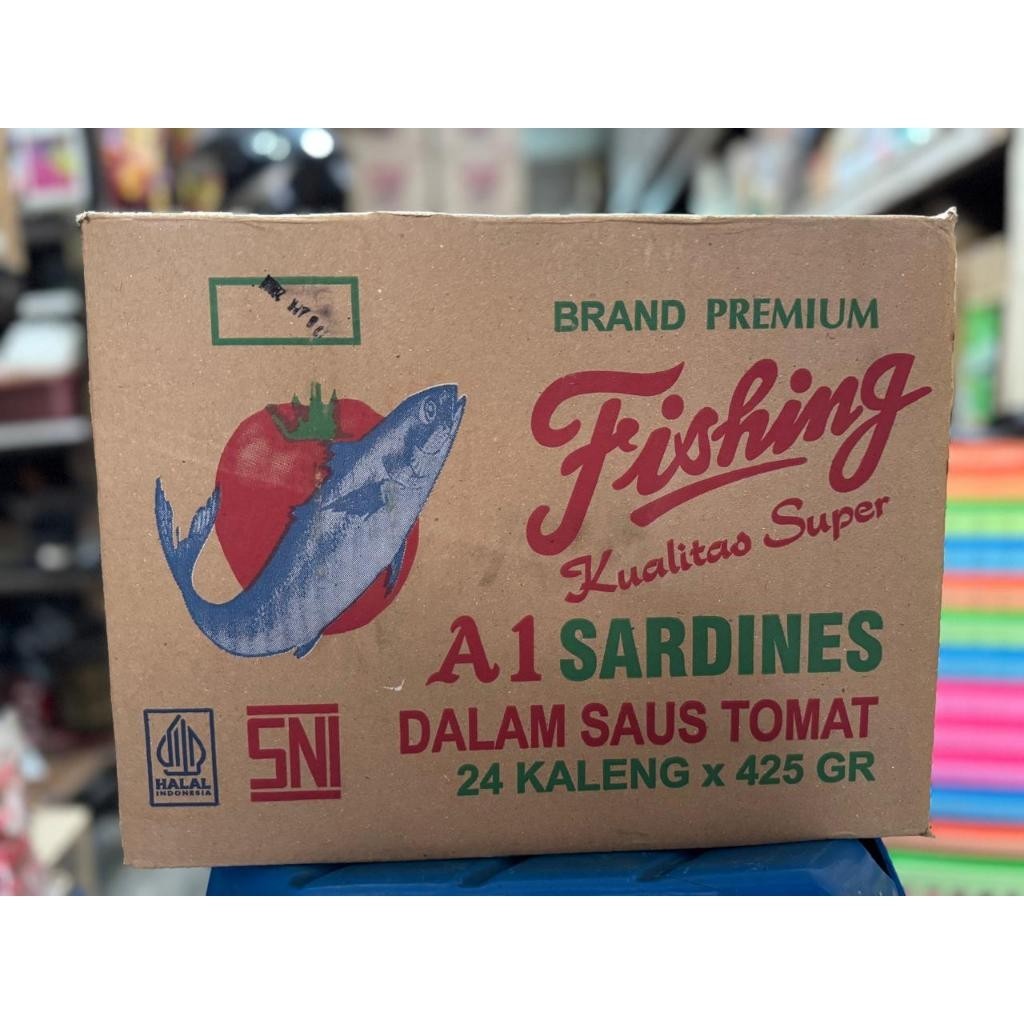 BRAND PREMIUM
Fishing
Kualitas Super
A1 SARDINES
DALAM SAUS TOMAT
24 KALENG x 425 GR
HALAL
INDONESIA
SNI